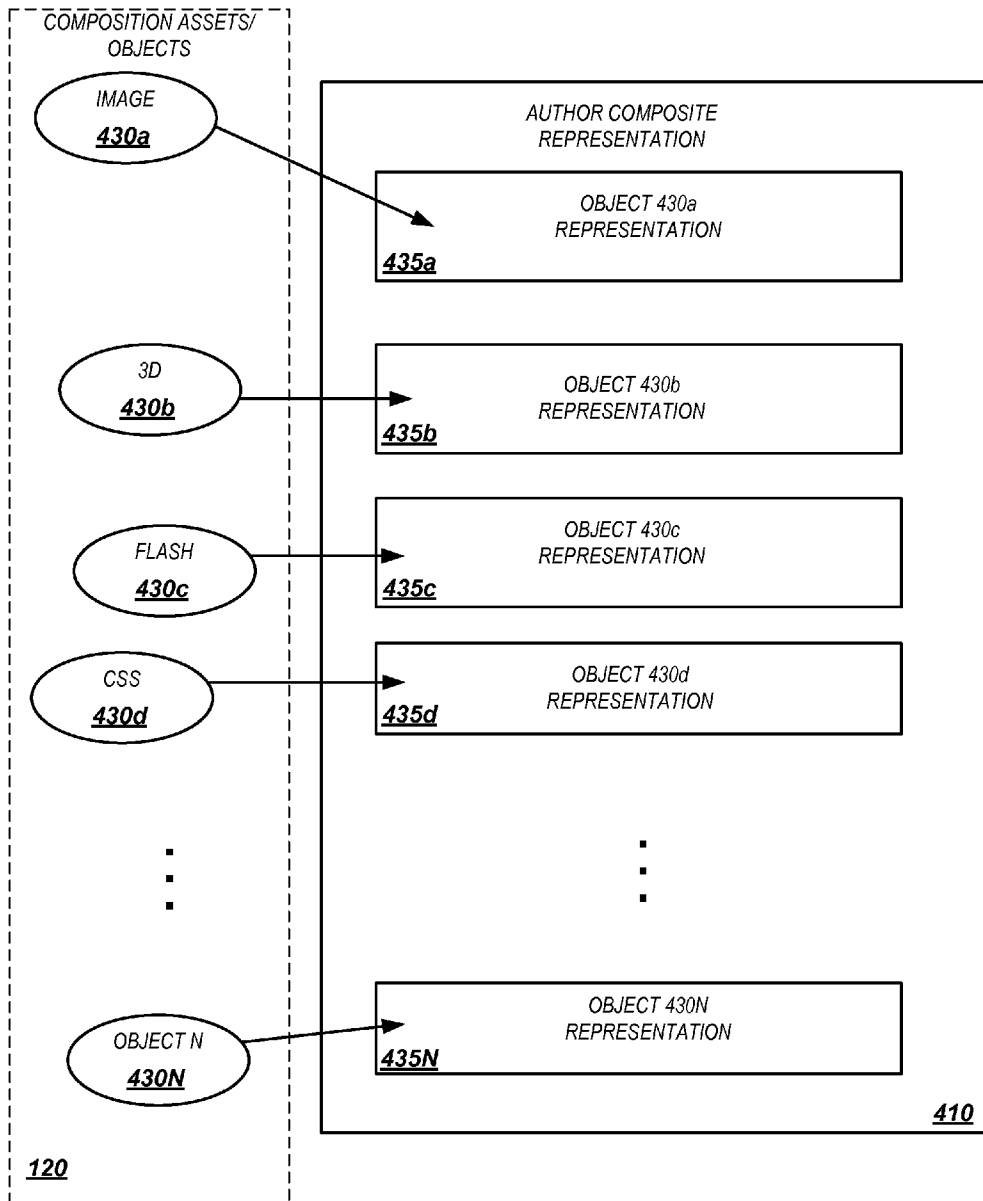 COMPOSITION ASSETS/
OBJECTS
IMAGE
430a
AUTHOR COMPOSITE
REPRESENTATION
OBJECT 430a
REPRESENTATION
435a
3D
430b
OBJECT 430b
REPRESENTATION
435b
FLASH
430c
OBJECT 430c
REPRESENTATION
435c
CSS
430d
OBJECT 430d
REPRESENTATION
435d
OBJECT N
430N
OBJECT 430N
REPRESENTATION
435N
410
120